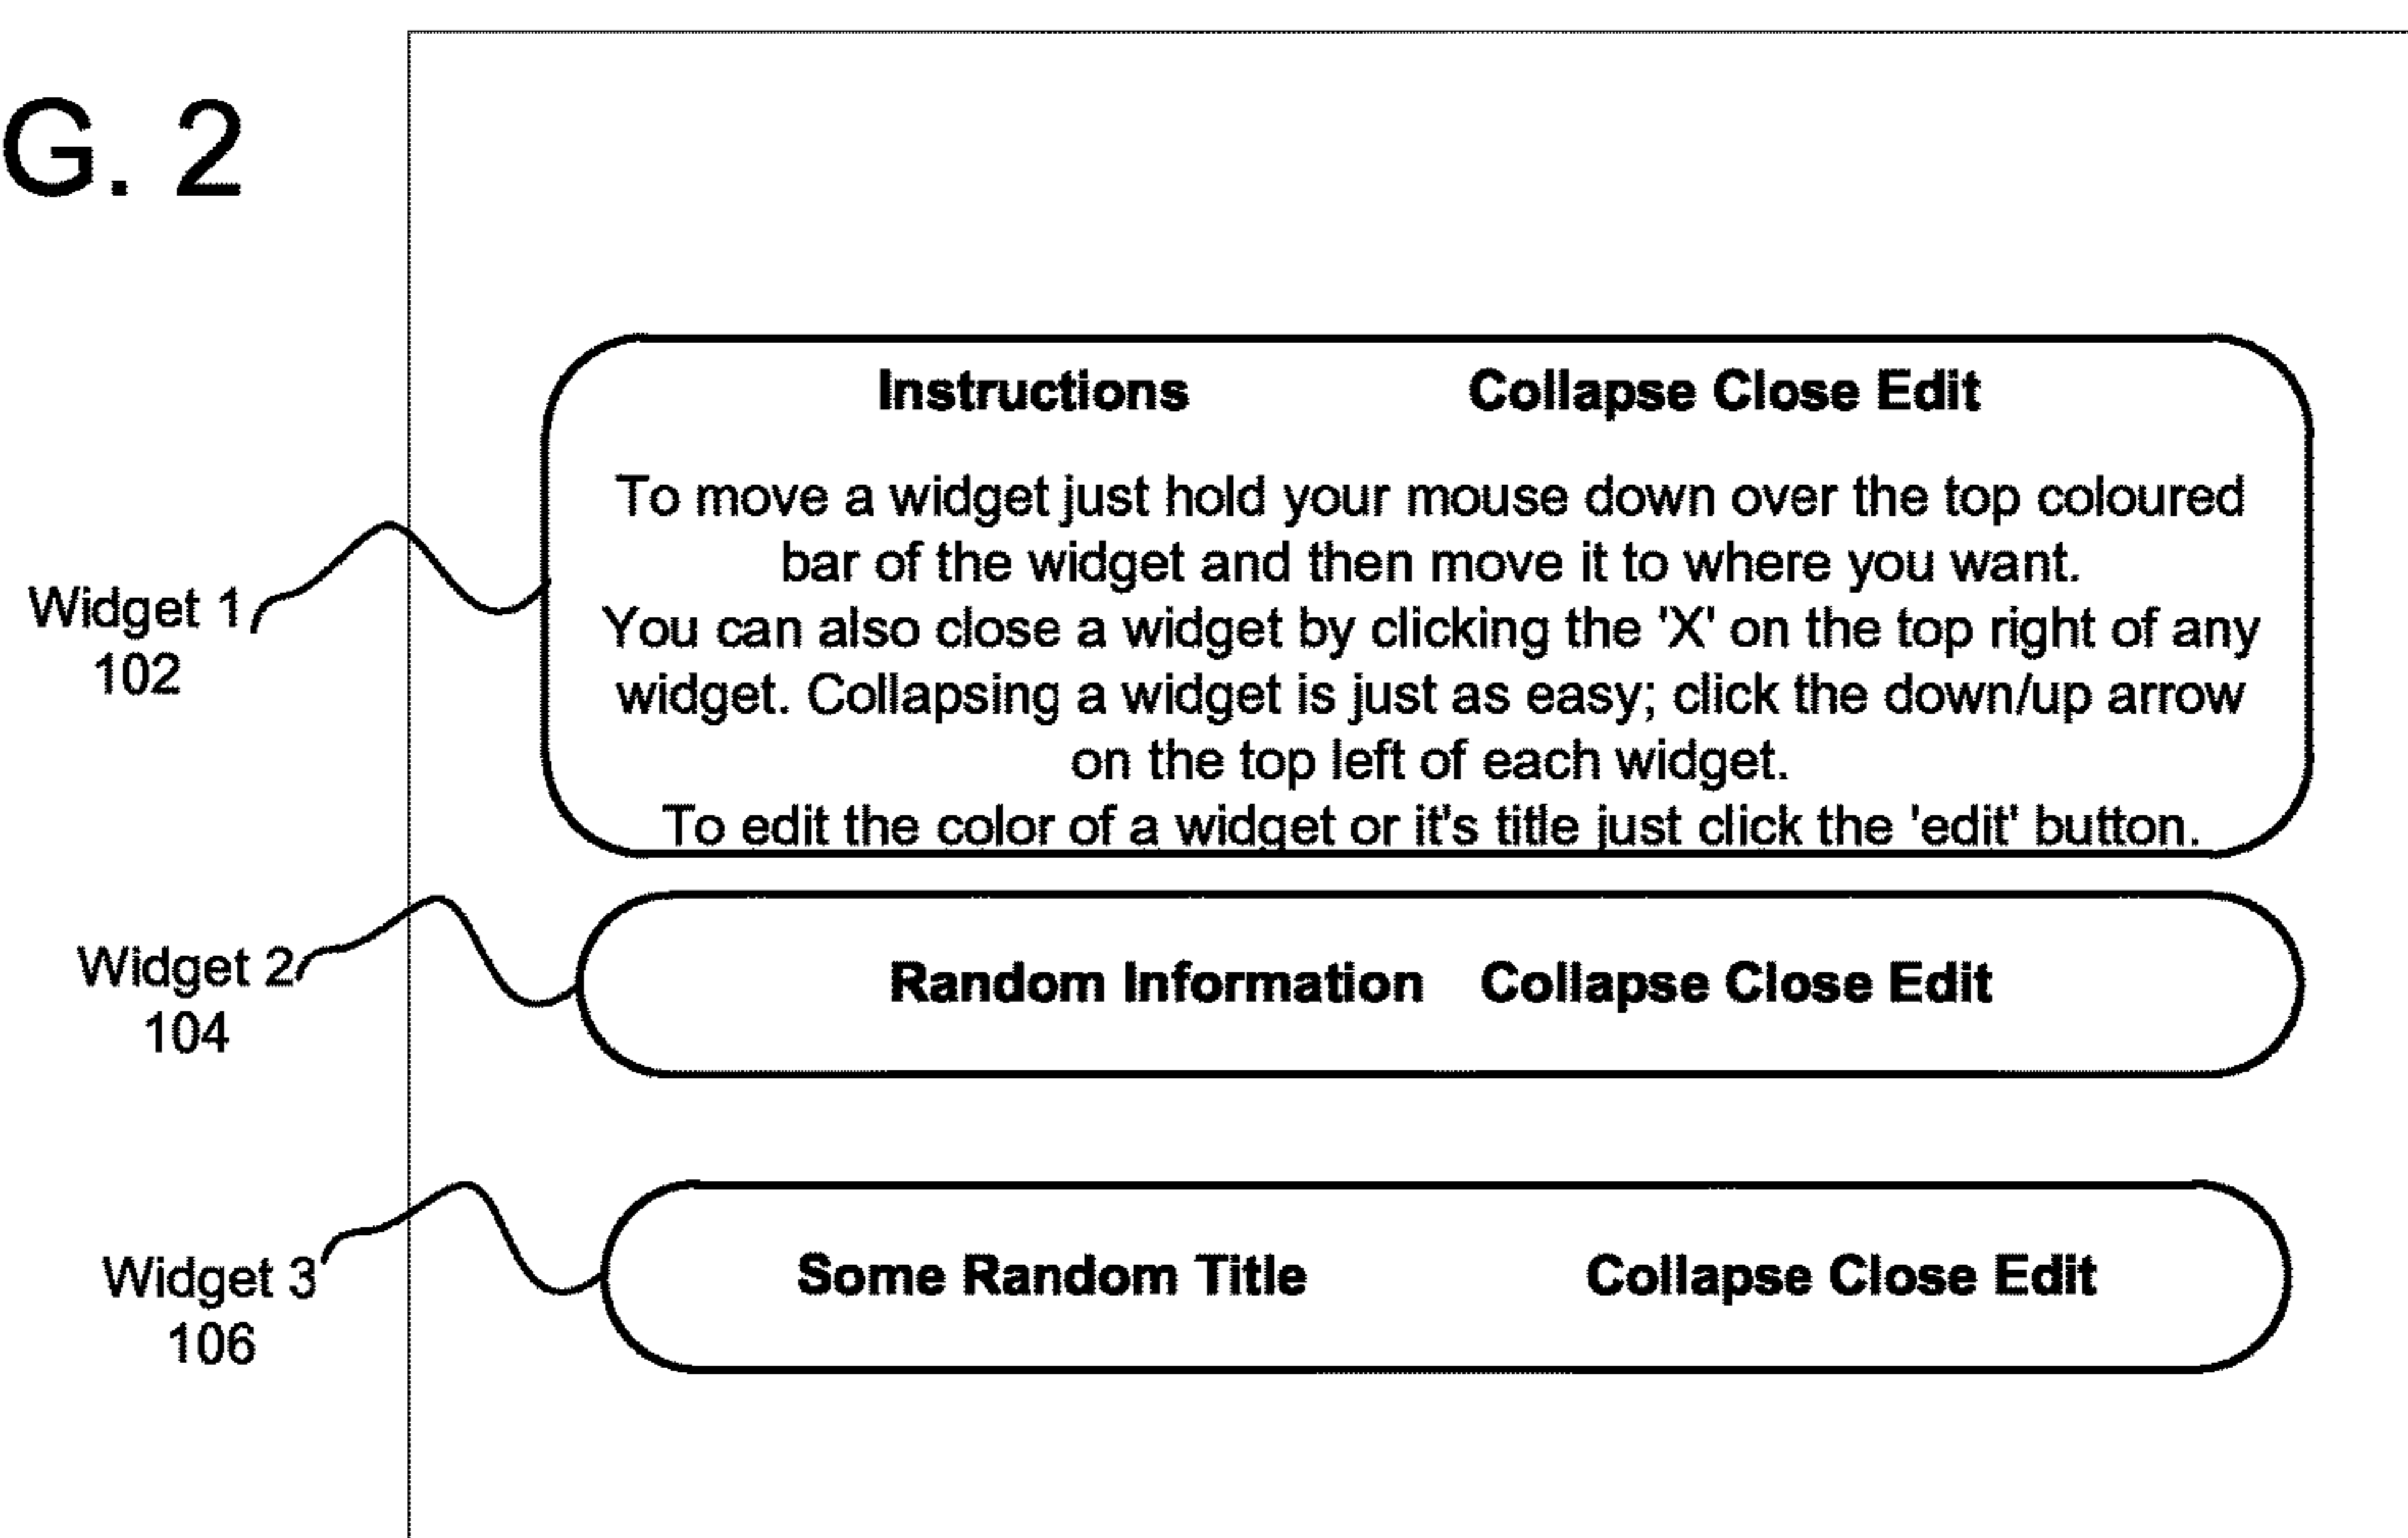 G. 2
Instructions Collapse Close Edit
To move a widget just hold your mouse down over the top coloured
bar of the widget and then move it to where you want.
You can also close a widget by clicking the 'X' on the top right of any
widget. Collapsing a widget is just as easy; click the down/up arrow
on the top left of each widget.
To edit the color of a widget or it's title just click the 'edit' button.
Widget 1
102
Random Information Collapse Close Edit
Widget 2
104
Some Random Title Collapse Close Edit
Widget 3
106